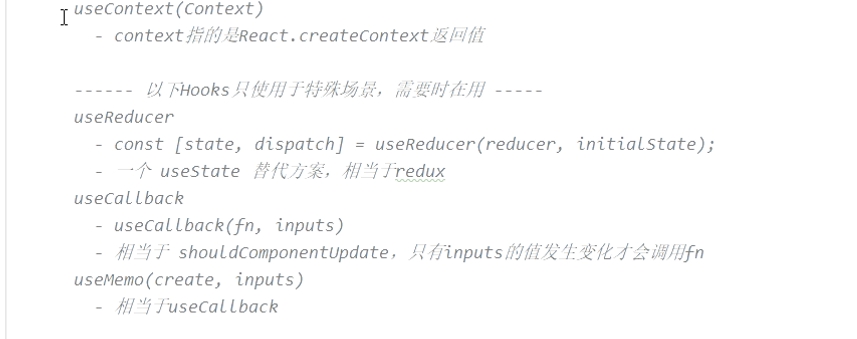 useContext(Context)
- context指的是React.createContext返回值
------ 以下Hooks只使用于特殊场景，需要时在用 -----
useReducer
- const [state, dispatch] = useReducer(reducer, initialState);
- 一个 useState 替代方案，相当于redux
useCallback
- useCallback(fn, inputs)
- 相当于 shouldComponentUpdate，只有inputs的值发生变化才会调用fn
useMemo(create, inputs)
- 相当于useCallback